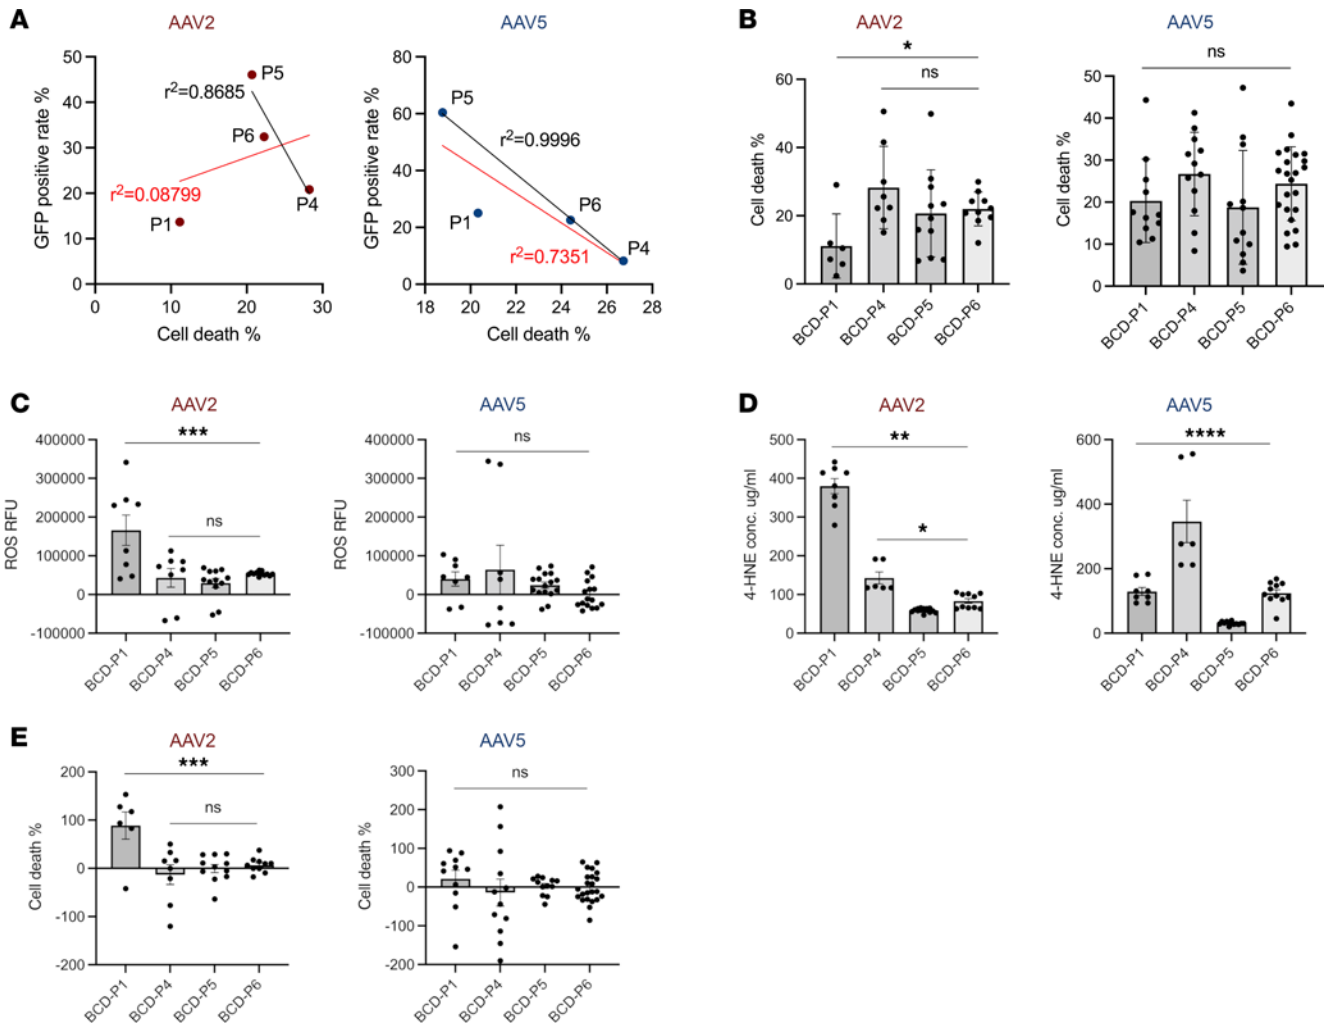 A
AAV2
AAV5
GFP positive rate %
50
40
30
20
10
0
P5
r²=0.8685
P6
r²=0.08799
P1
P4
0
10
20
30
Cell death %
GFP positive rate %
80
60
40
20
0
P5
r²=0.9996
P1
P6
r²=0.7351
P4
18
20
22
24
26
28
Cell death %
B
AAV2
AAV5
Cell death %
60
40
20
0
*
ns
BCD-P1
BCD-P4
BCD-P5
BCD-P6
Cell death %
50
40
30
20
10
0
ns
BCD-P1
BCD-P4
BCD-P5
BCD-P6
C
AAV2
AAV5
ROS RFU
400000
300000
200000
100000
0
-100000
***
ns
BCD-P1
BCD-P4
BCD-P5
BCD-P6
ROS RFU
400000
300000
200000
100000
0
-100000
ns
BCD-P1
BCD-P4
BCD-P5
BCD-P6
D
AAV2
AAV5
4-HNE conc. ug/ml
500
400
300
200
100
0
**
*
BCD-P1
BCD-P4
BCD-P5
BCD-P6
4-HNE conc. ug/ml
600
400
200
0
****
BCD-P1
BCD-P4
BCD-P5
BCD-P6
E
AAV2
AAV5
Cell death %
200
100
0
-100
-200
***
ns
BCD-P1
BCD-P4
BCD-P5
BCD-P6
Cell death %
300
200
100
0
-100
-200
ns
BCD-P1
BCD-P4
BCD-P5
BCD-P6